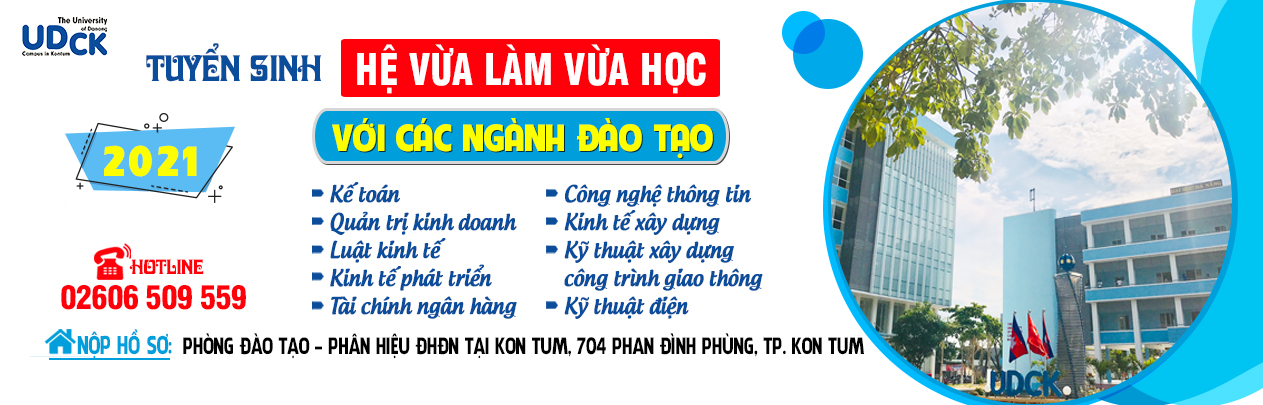 The University
of Danang
UDCK
Campus in Kontum
TUYỂN SINH
HỆ VỪA LÀM VỪA HỌC
2021
VỚI CÁC NGÀNH ĐÀO TẠO
Kế toán
Quản trị kinh doanh
Luật kinh tế
Kinh tế phát triển
Tài chính ngân hàng
Công nghệ thông tin
Kinh tế xây dựng
Kỹ thuật xây dựng
công trình giao thông
Kỹ thuật điện
HOTLINE
02606 509 559
NỘP HỒ SƠ: PHÒNG ĐÀO TẠO – PHÂN HIỆU ĐHĐN TẠI KON TUM, 704 PHAN ĐÌNH PHÙNG, TP. KON TUM
UDCK